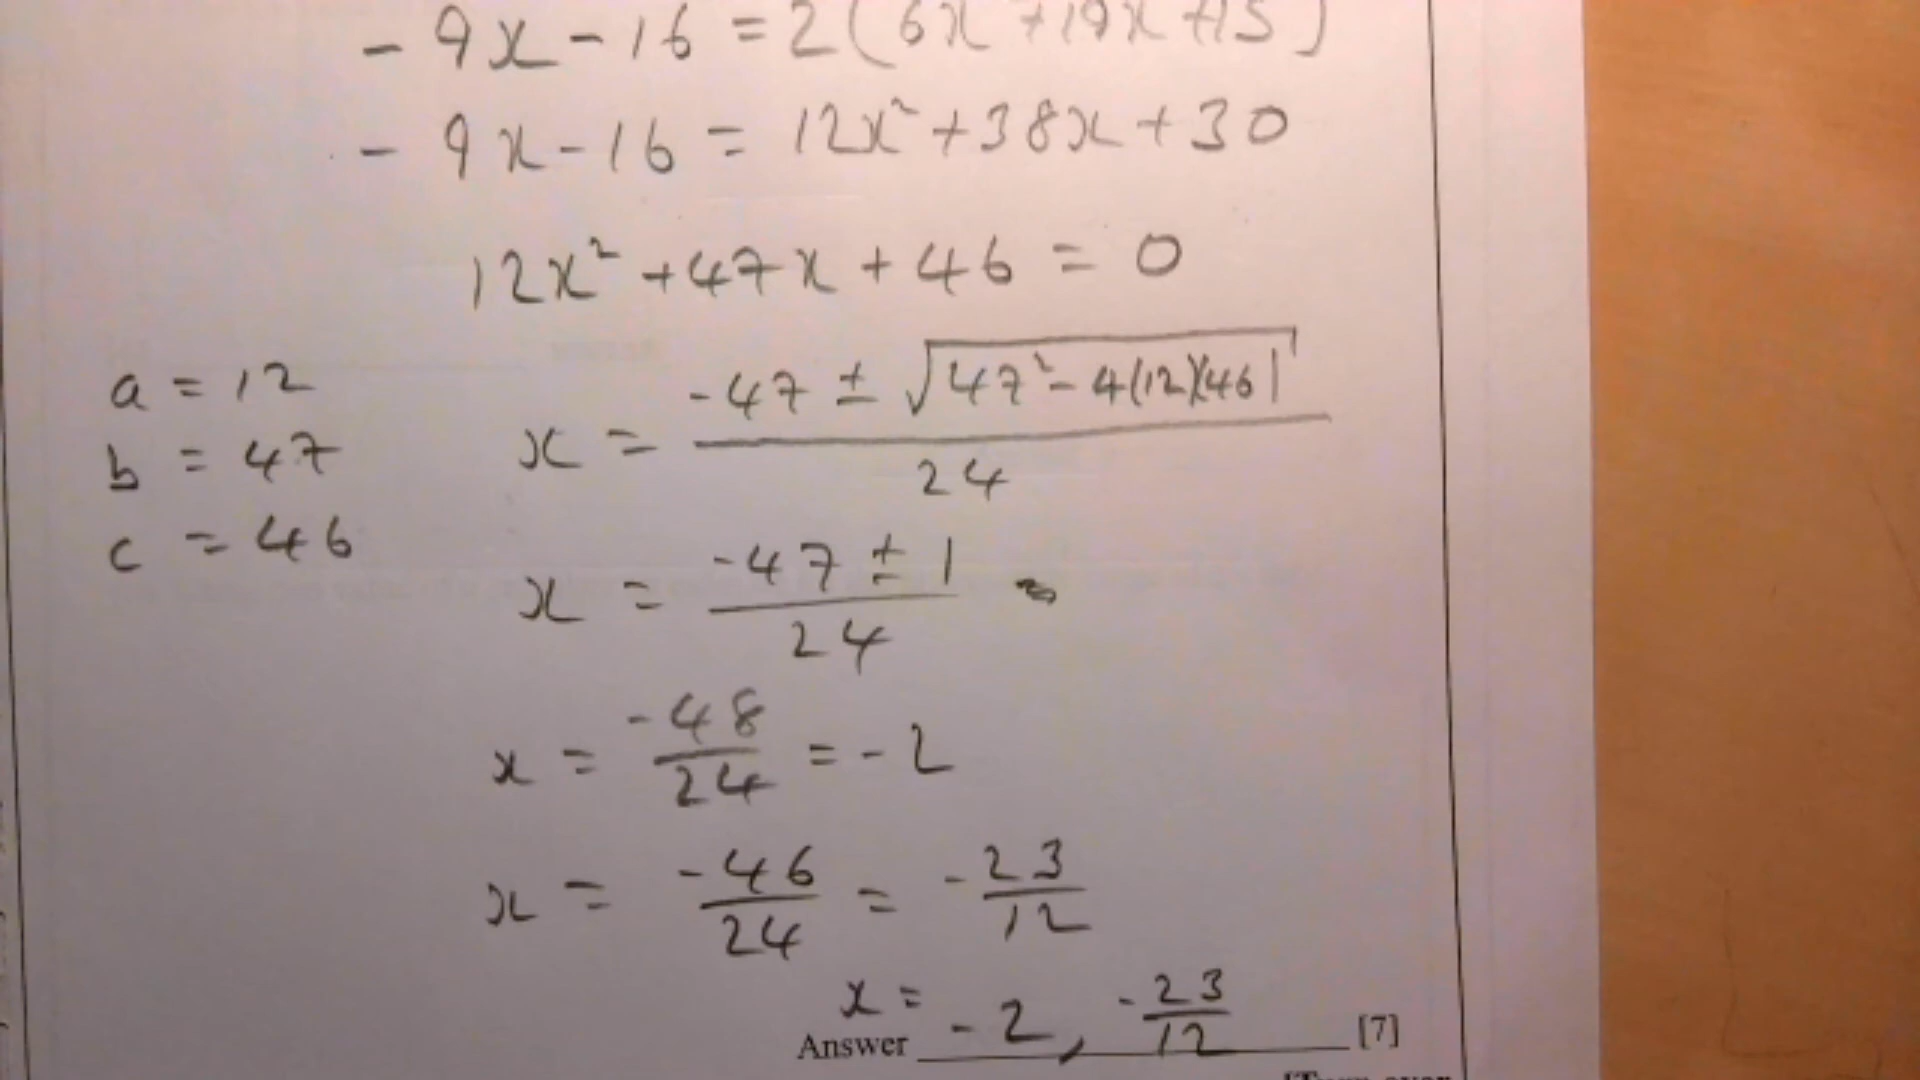 - 9x - 16 = 2(6x² + 19x + 15)
- 9x - 16 = 12x² + 38x + 30
12x² + 47x + 46 = 0
a = 12
b = 47
c = 46
x = (-47 ± √(47² - 4(12)(46)))/24
x = (-47 ± 1)/24
x = -48/24 = -2
x = -46/24 = -23/12
x =
Answer -2, -23/12 [7]